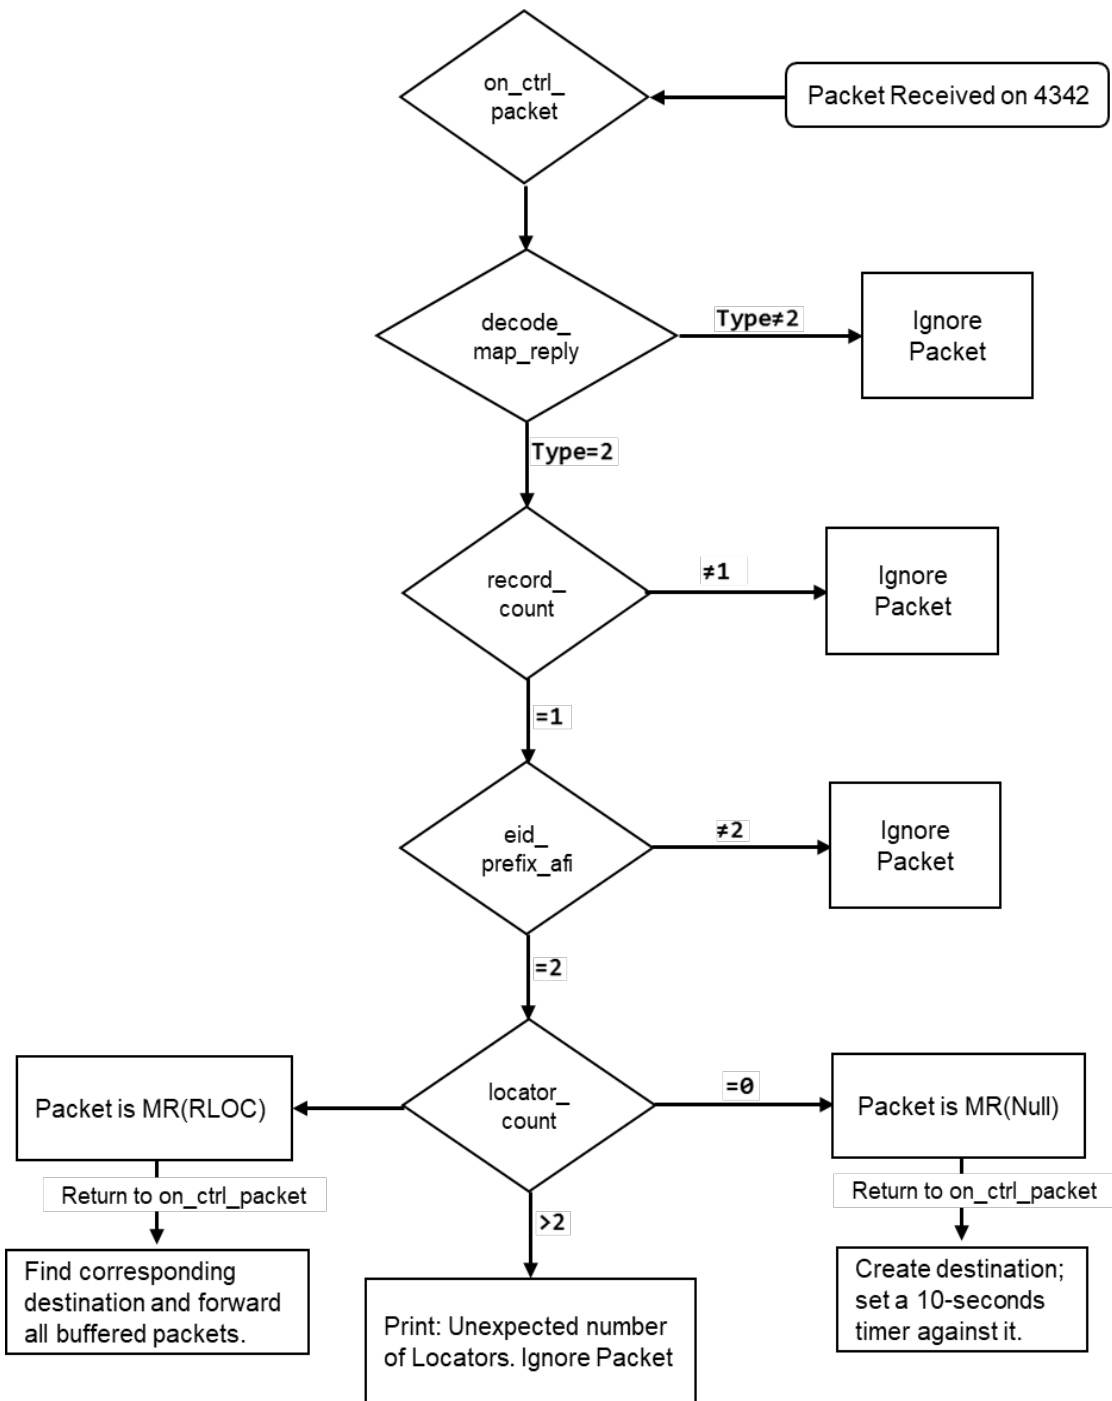 on_ctrl_
packet
Packet Received on 4342
decode_
map_reply
Type≠2
Ignore
Packet
Type=2
record_
count
≠1
Ignore
Packet
=1
eid_
prefix_afi
≠2
Ignore
Packet
=2
locator_
count
Packet is MR(RLOC)
=0
Packet is MR(Null)
Return to on_ctrl_packet
Return to on_ctrl_packet
>2
Find corresponding
destination and forward
all buffered packets.
Create destination;
set a 10-seconds
timer against it.
Print: Unexpected number
of Locators. Ignore Packet